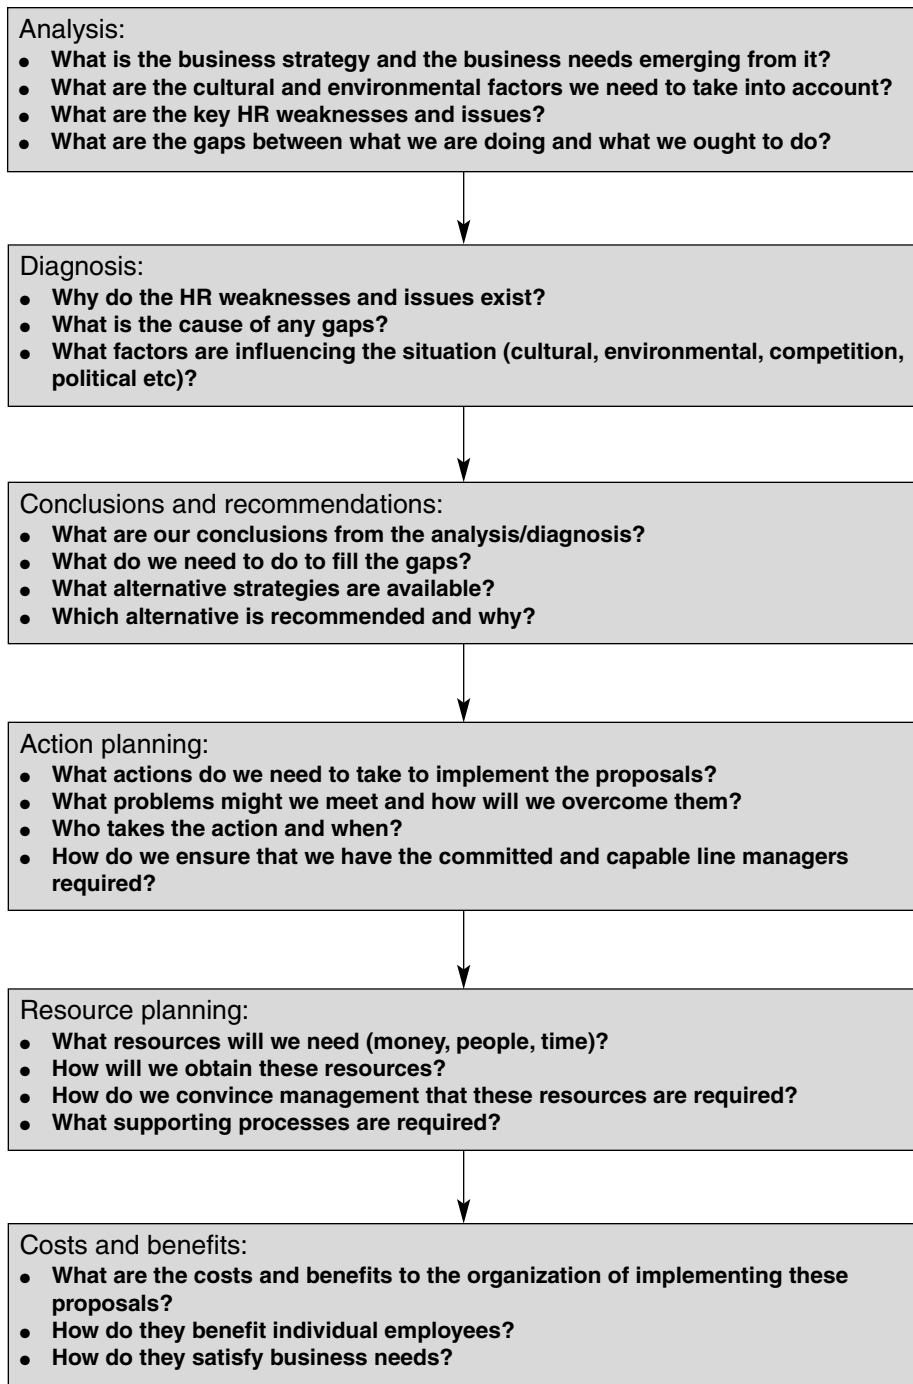 Analysis:
● What is the business strategy and the business needs emerging from it?
● What are the cultural and environmental factors we need to take into account?
● What are the key HR weaknesses and issues?
● What are the gaps between what we are doing and what we ought to do?
Diagnosis:
● Why do the HR weaknesses and issues exist?
● What is the cause of any gaps?
● What factors are influencing the situation (cultural, environmental, competition,
political etc)?
Conclusions and recommendations:
● What are our conclusions from the analysis/diagnosis?
● What do we need to do to fill the gaps?
● What alternative strategies are available?
● Which alternative is recommended and why?
Action planning:
● What actions do we need to take to implement the proposals?
● What problems might we meet and how will we overcome them?
● Who takes the action and when?
● How do we ensure that we have the committed and capable line managers
required?
Resource planning:
● What resources will we need (money, people, time)?
● How will we obtain these resources?
● How do we convince management that these resources are required?
● What supporting processes are required?
Costs and benefits:
● What are the costs and benefits to the organization of implementing these
proposals?
● How do they benefit individual employees?
● How do they satisfy business needs?